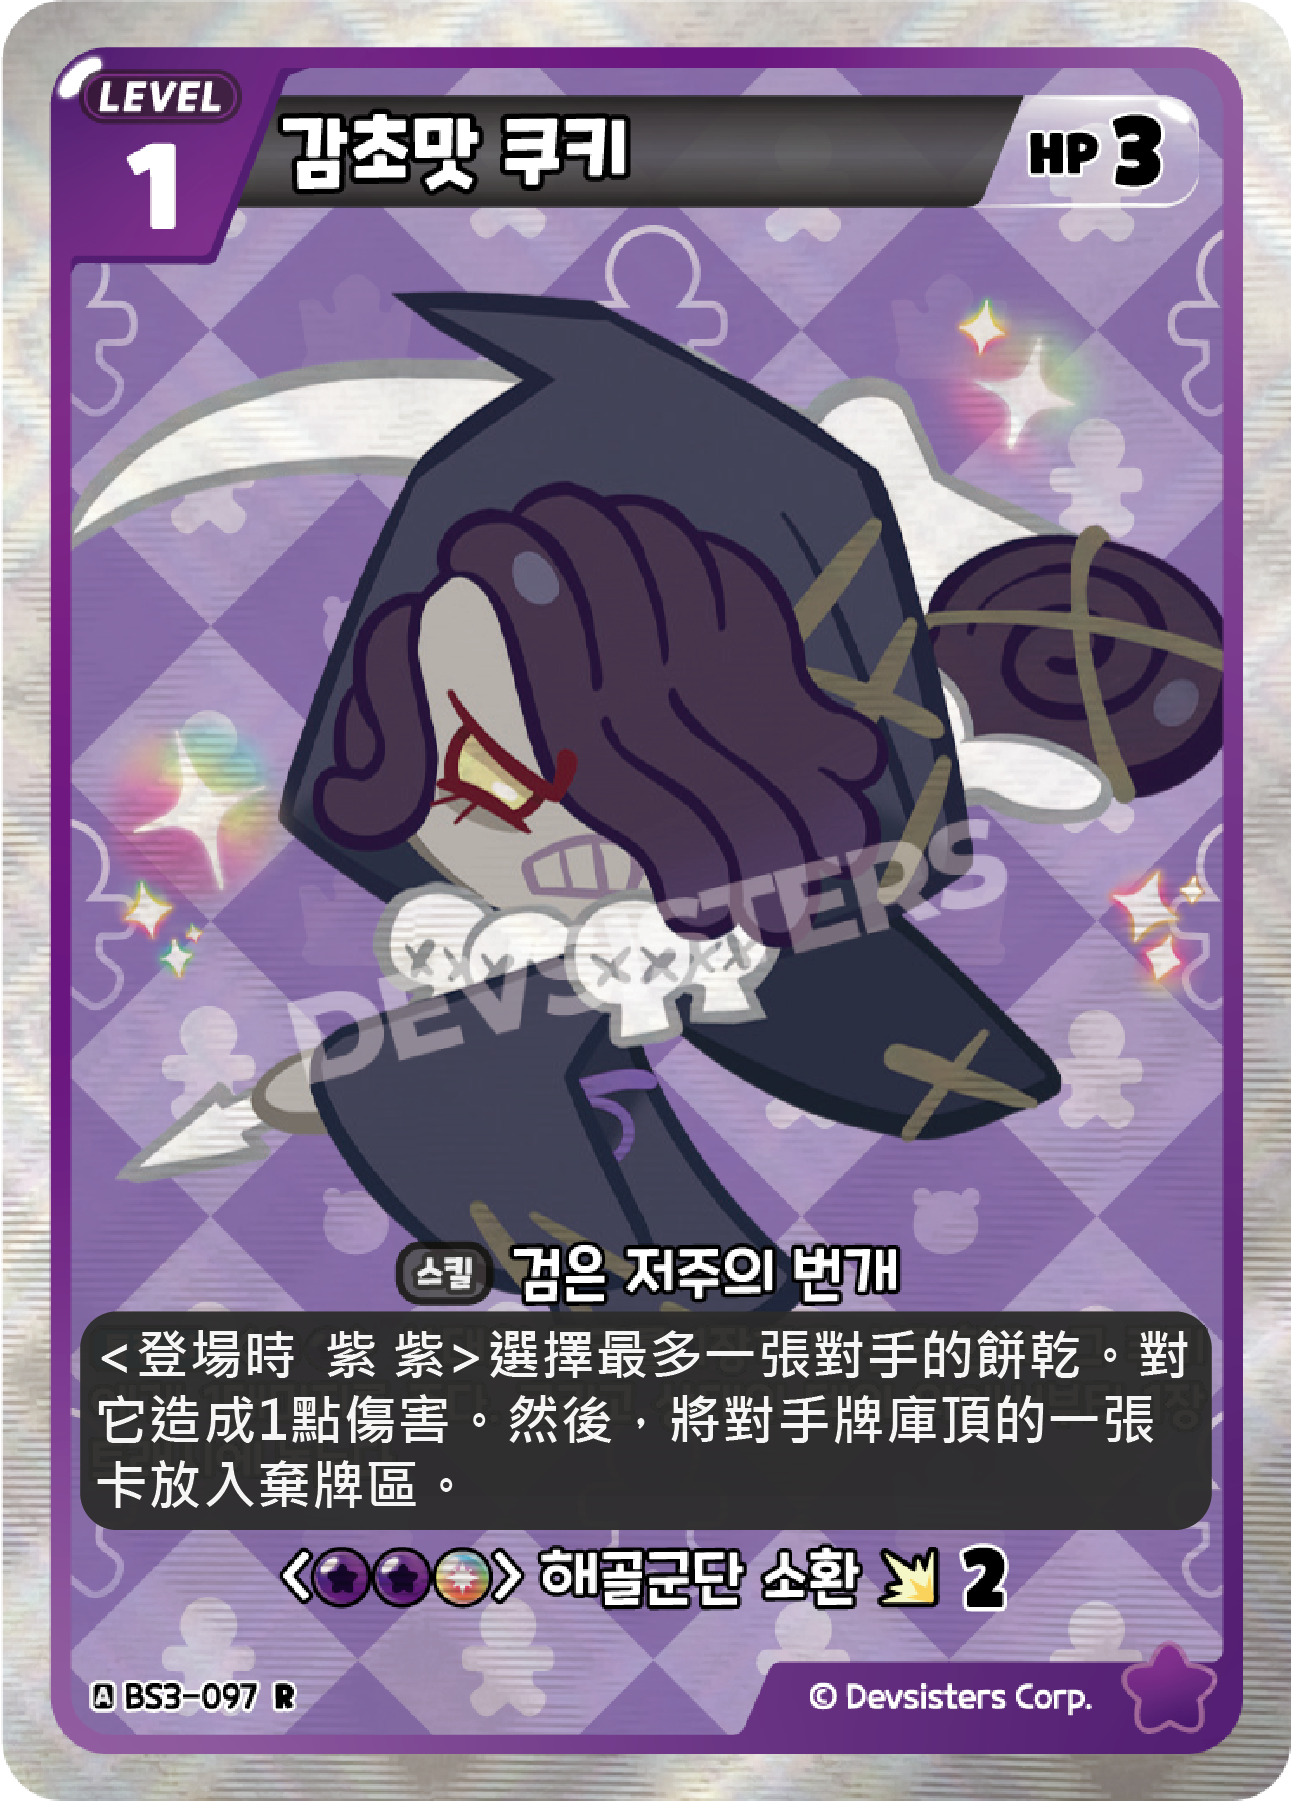 LEVEL
1
감초맛 쿠키
HP 3
DEVSISTERS
스킬 검은 저주의 번개
<登場時 紫 紫>選擇最多一張對手的餅乾。對
它造成1點傷害。然後，將對手牌庫頂的一張
卡放入棄牌區。
해골군단 소환 2
A BS3-097 R
© Devsisters Corp.